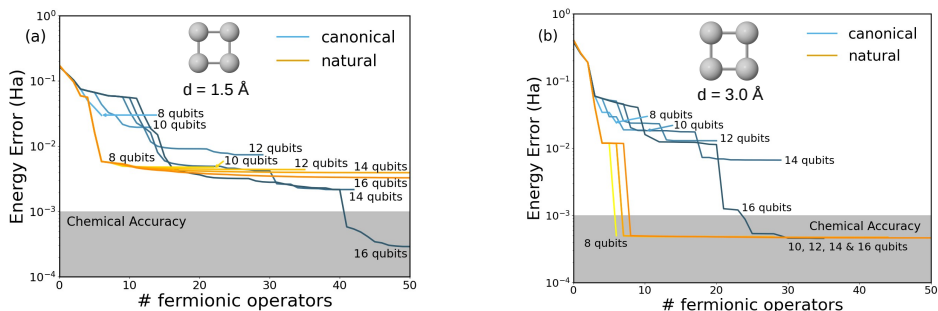 (a)
Energy Error (Ha)
10⁰
10⁻¹
10⁻²
10⁻³
10⁻⁴
d = 1.5 Å
canonical
natural
8 qubits
10 qubits
12 qubits
8 qubits
10 qubits
12 qubits
14 qubits
16 qubits
14 qubits
Chemical Accuracy
16 qubits
0 10 20 30 40 50
# fermionic operators
(b)
Energy Error (Ha)
10⁰
10⁻¹
10⁻²
10⁻³
10⁻⁴
d = 3.0 Å
canonical
natural
8 qubits
10 qubits
12 qubits
14 qubits
16 qubits
Chemical Accuracy
8 qubits
10, 12, 14 & 16 qubits
0 10 20 30 40 50
# fermionic operators